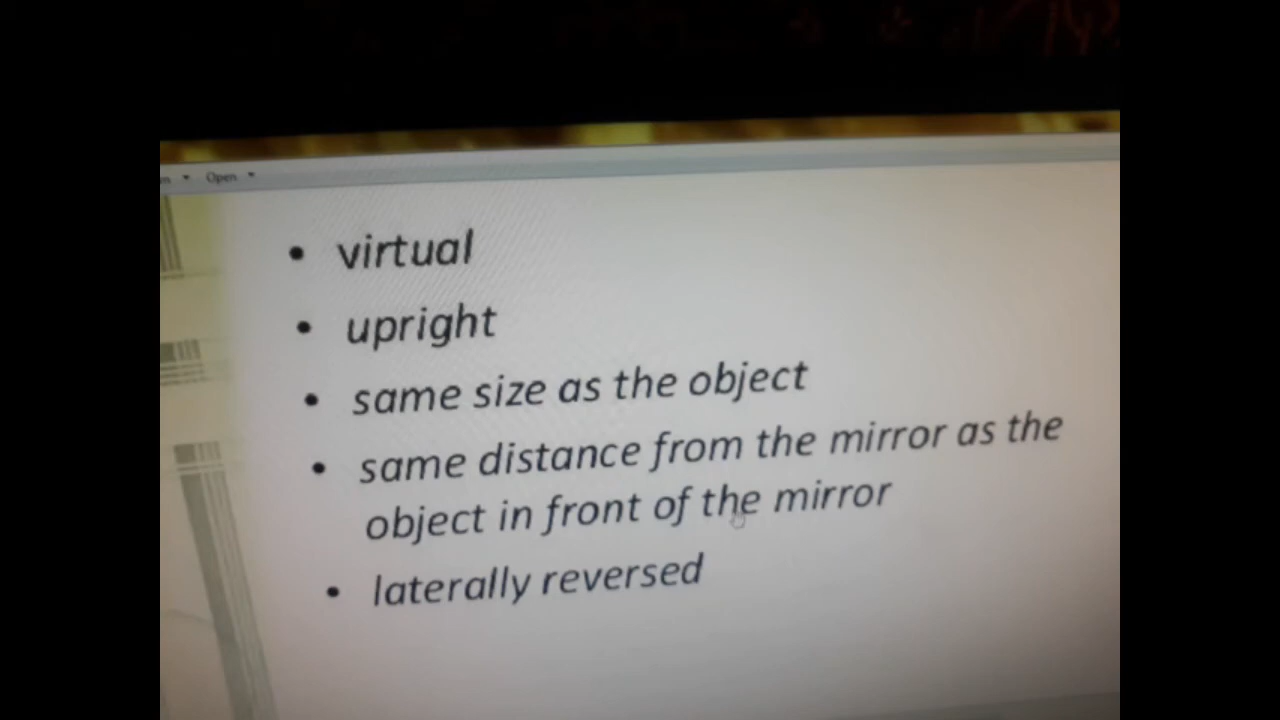 Open
• virtual
• upright
• same size as the object
• same distance from the mirror as the
object in front of the mirror
• laterally reversed